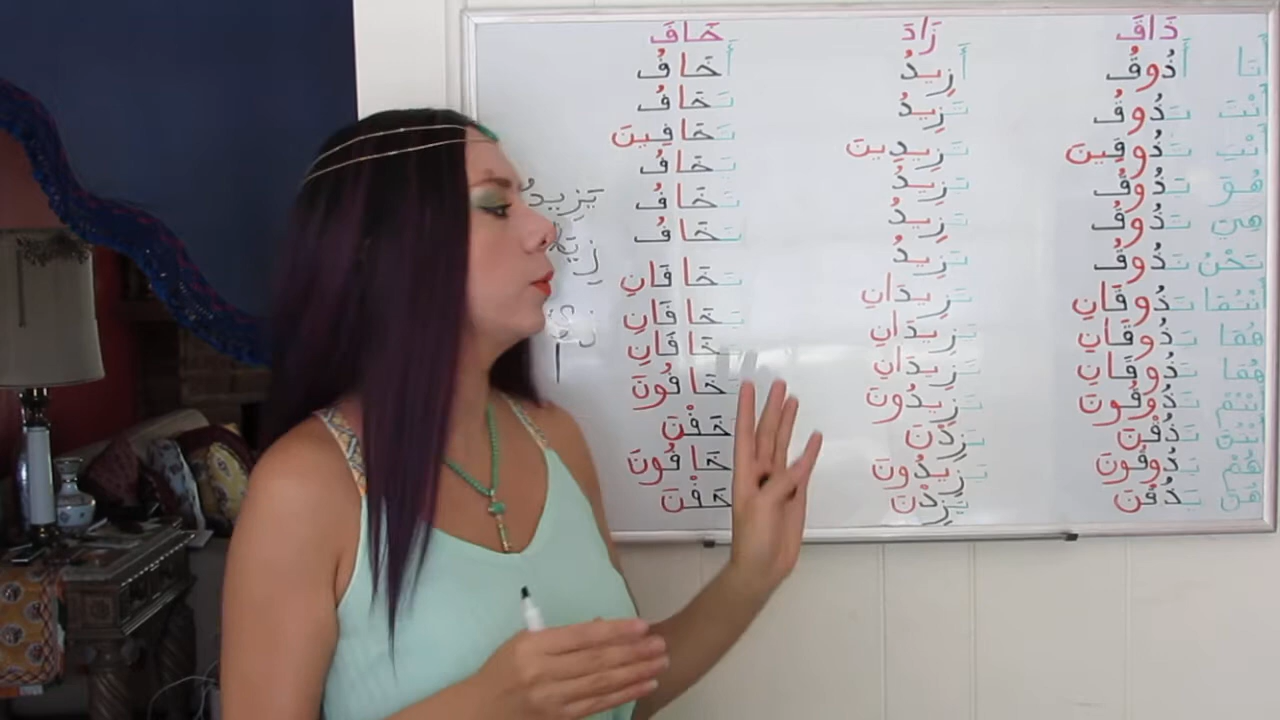 ذَاقَ زَادَ خَافَ
أَنَا أَذُوقُ أَزِيدُ أَخَافُ
أَنْتَ تَذُوقُ تَزِيدُ تَخَافُ
أَنْتِ تَذُوقِينَ تَزِيدِينَ تَخَافِينَ
هُوَ يَذُوقُ يَزِيدُ يَخَافُ
هِيَ تَذُوقُ تَزِيدُ تَخَافُ
نَحْنُ نَذُوقُ نَزِيدُ نَخَافُ
أَنْتُمَا تَذُوقَانِ تَزِيدَانِ تَخَافَانِ
هُمَا يَذُوقَانِ يَزِيدَانِ يَخَافَانِ
هُمَا تَذُوقَانِ تَزِيدَانِ تَخَافَانِ
أَنْتُمْ تَذُوقُونَ تَزِيدُونَ تَخَافُونَ
أَنْتُنَّ تَذُقْنَ تَزِدْنَ تَخَفْنَ
هُمْ يَذُوقُونَ يَزِيدُونَ يَخَافُونَ
هُنَّ يَذُقْنَ يَزِدْنَ يَخَفْنَ
يَزِيدُ